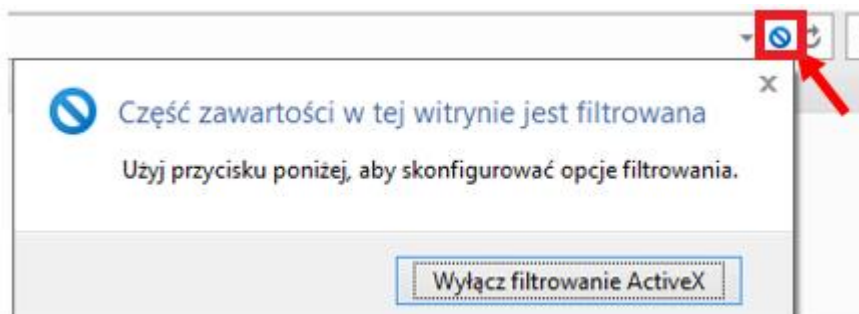 Część zawartości w tej witrynie jest filtrowana
Użyj przycisku poniżej, aby skonfigurować opcje filtrowania.
Wyłącz filtrowanie ActiveX